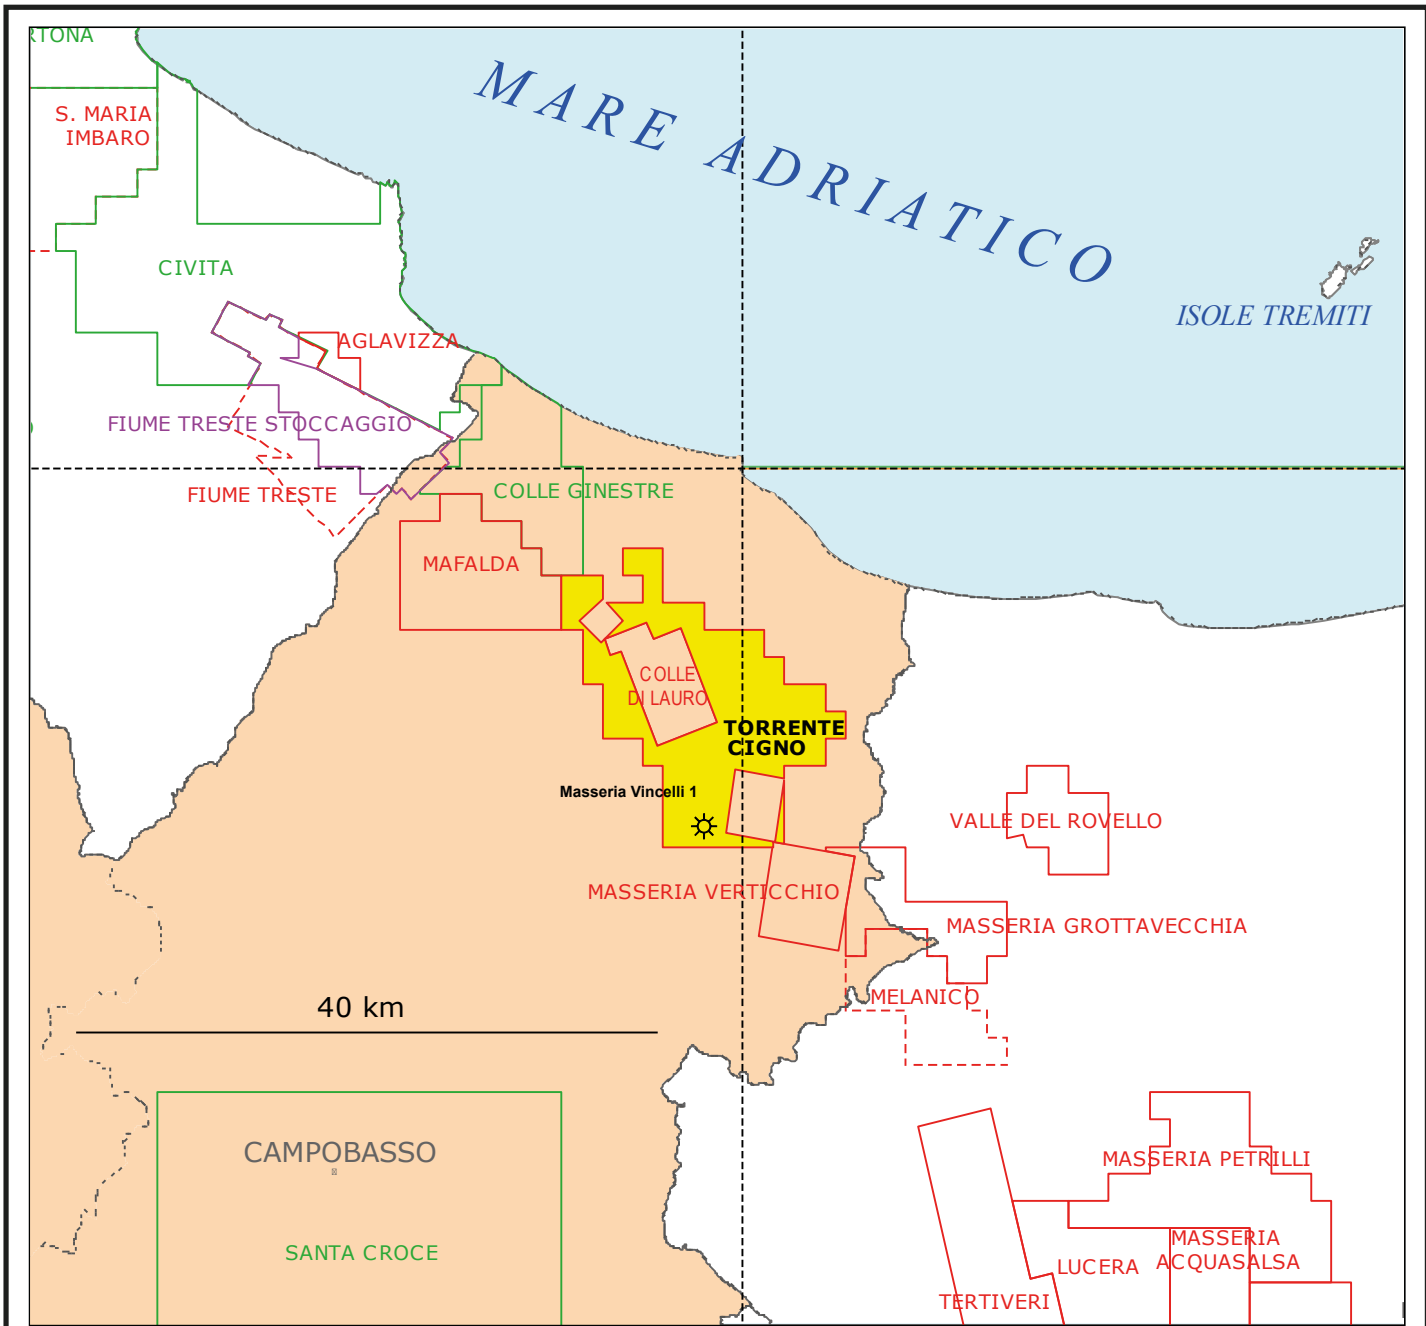 RTONA
S. MARIA
IMBARO
MARE ADRIATICO
CIVITA
ISOLE TREMITI
AGLAVIZZA
FIUME TRESTE STOCCAGGIO
FIUME TRESTE
COLLE GINESTRE
MAFALDA
COLLE
DI LAURO
TORRENTE
CIGNO
Masseria Vincelli 1
VALLE DEL ROVELLO
MASSERIA VERTICCHIO
MASSERIA GROTTAVECCHIA
MELANICO
40 km
CAMPOBASSO
MASSERIA PETRILLI
SANTA CROCE
MASSERIA
ACQUASALSA
LUCERA
TERTIVERI